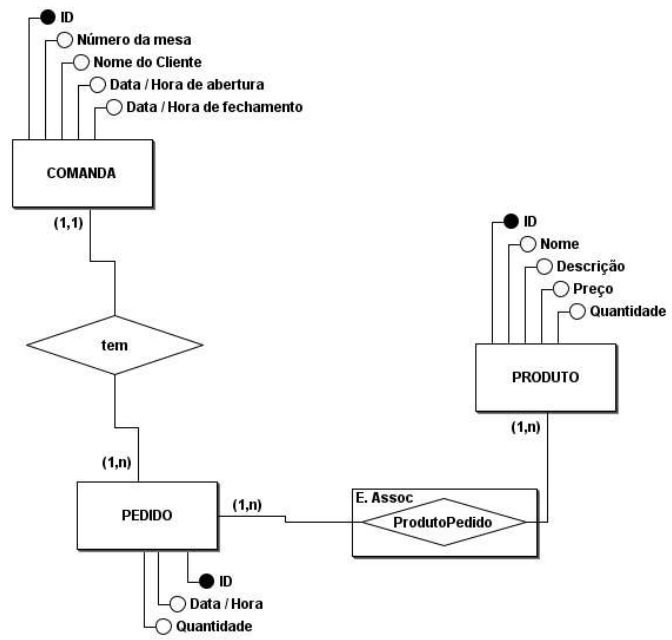 ID
Número da mesa
Nome do Cliente
Data / Hora de abertura
Data / Hora de fechamento
COMANDA
(1,1)
tem
(1,n)
PEDIDO
(1,n)
ID
Data / Hora
Quantidade
E. Assoc
ProdutoPedido
ID
Nome
Descrição
Preço
Quantidade
PRODUTO
(1,n)